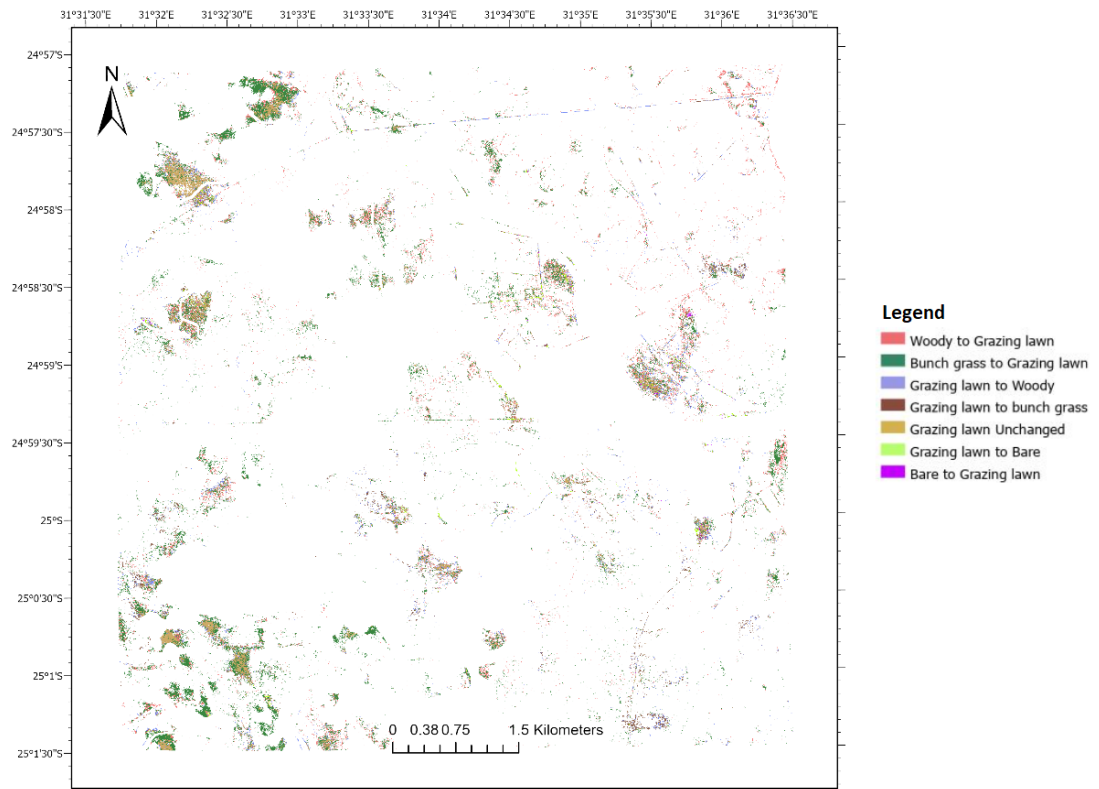 31°31'30"E 31°32'E 31°32'30"E 31°33'E 31°33'30"E 31°34'E 31°34'30"E 31°35'E 31°35'30"E 31°36'E 31°36'30"E
24°57'S
N
24°57'30"S
24°58'S
24°58'30"S
24°59'S
24°59'30"S
25°S
25°0'30"S
25°1'S
25°1'30"S
0 0.38 0.75 1.5 Kilometers
Legend
Woody to Grazing lawn
Bunch grass to Grazing lawn
Grazing lawn to Woody
Grazing lawn to bunch grass
Grazing lawn Unchanged
Grazing lawn to Bare
Bare to Grazing lawn